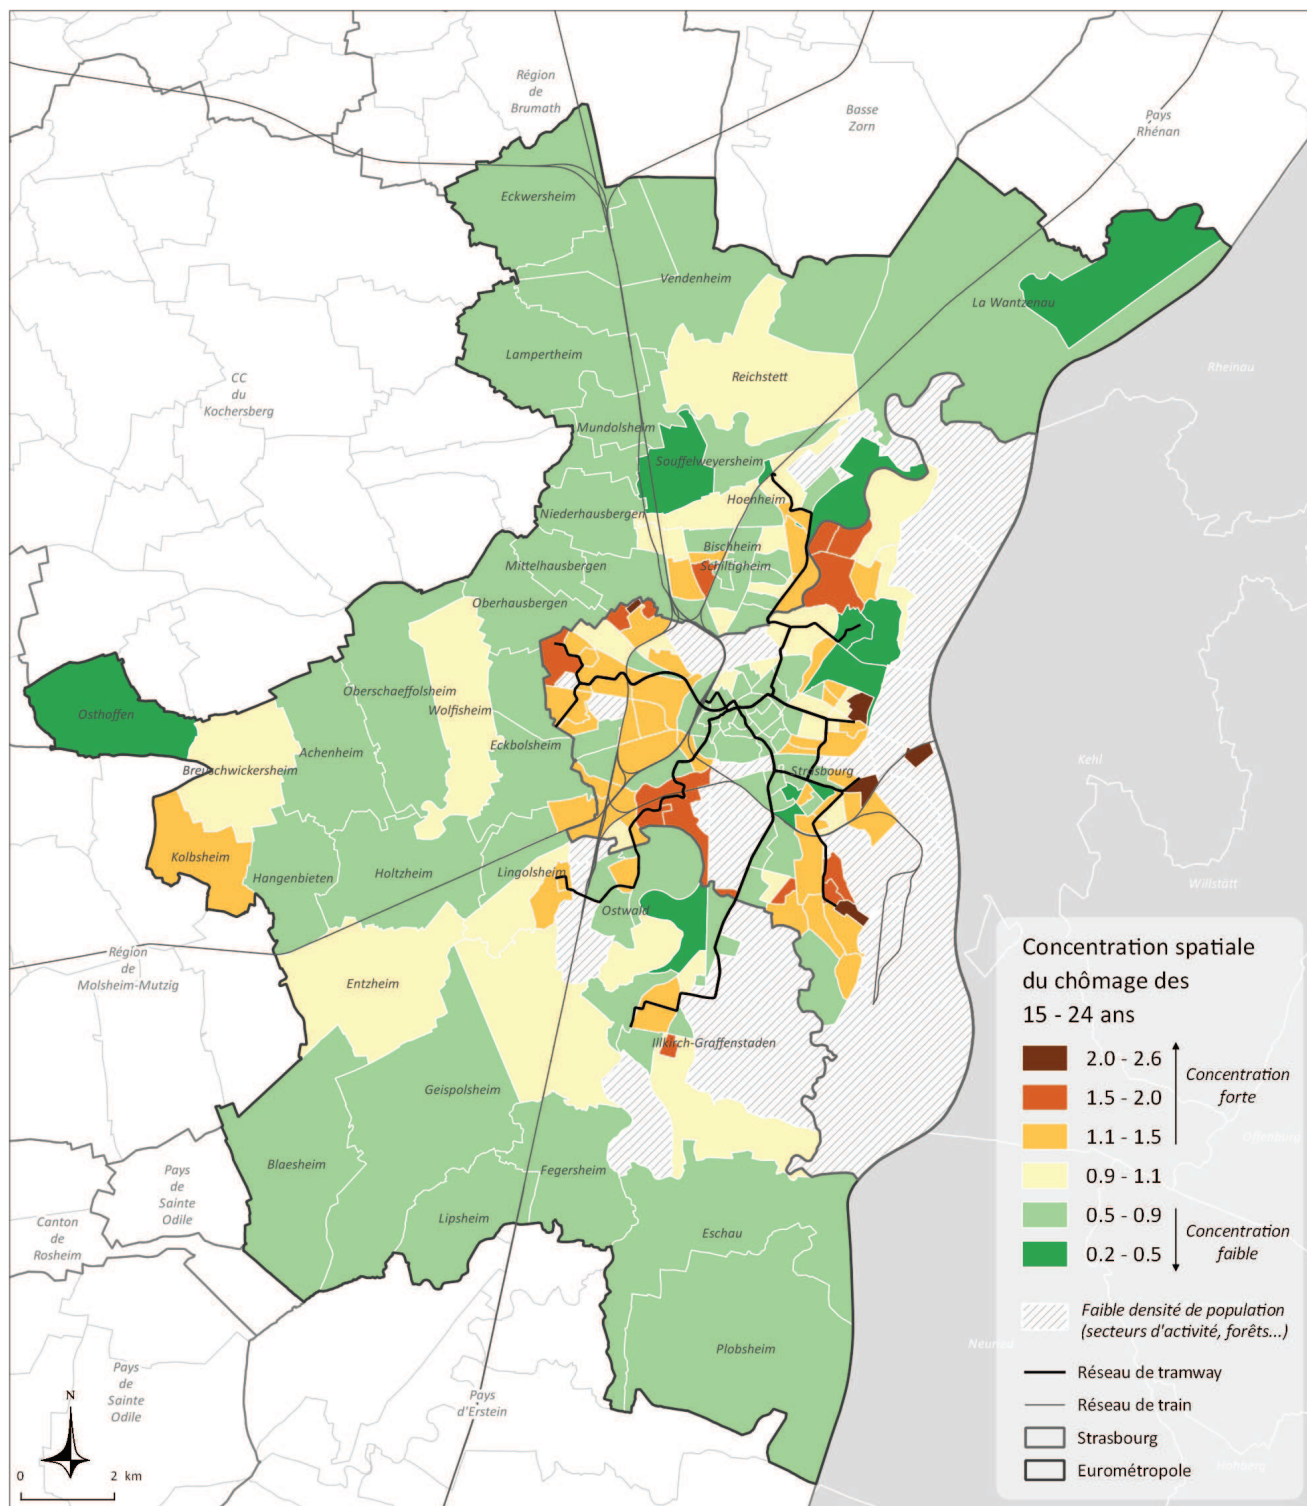 Région
de
Brumath
Basse
Zorn
Pays
Rhénan
Eckwersheim
Vendenheim
La Wantzenau
Lampertheim
Rheinau
CC
du
Kochersberg
Reichstett
Mundolsheim
Souffelweyersheim
Hoenheim
Niederhausbergen
Bischheim
Mittelhausbergen
Schiltigheim
Oberhausbergen
Oberschaeffolsheim
Wolfisheim
Osthoffen
Eckbolsheim
Achenheim
Breuschwickersheim
Strasbourg
Kehl
Kolbsheim
Hangenbieten
Holtzheim
Lingolsheim
Willstätt
Ostwald
Région
de
Molsheim-Mutzig
Entzheim
Illkirch-Graffenstaden
Geispolsheim
Blaesheim
Fegersheim
Pays
de
Sainte
Odile
Lipsheim
Canton
de
Rosheim
Eschau
Plobsheim
Pays
de
Sainte
Odile
Pays
d'Erstein
N
0 2 km
Concentration spatiale
du chômage des
15 - 24 ans
2.0 - 2.6
1.5 - 2.0
1.1 - 1.5
Concentration
forte
0.9 - 1.1
0.5 - 0.9
0.2 - 0.5
Concentration
faible
Offenburg
Faible densité de population
(secteurs d'activité, forêts...)
Neuried
Réseau de tramway
Réseau de train
Strasbourg
Eurométropole